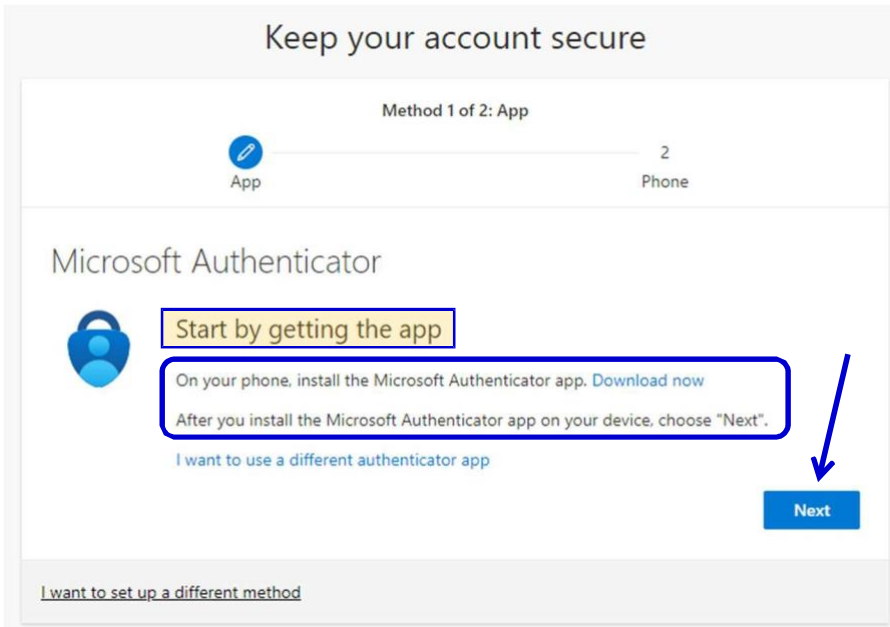 Keep your account secure
Method 1 of 2: App
2
App
Phone
Microsoft Authenticator
Start by getting the app
On your phone, install the Microsoft Authenticator app. Download now
After you install the Microsoft Authenticator app on your device, choose "Next".
I want to use a different authenticator app
Next
I want to set up a different method